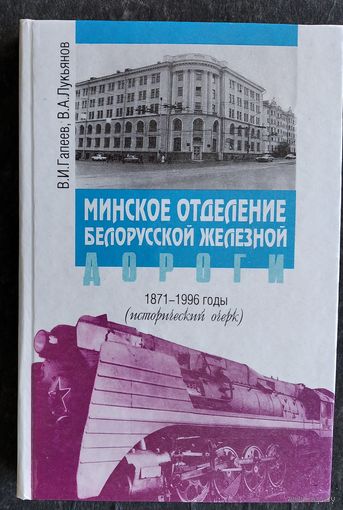 В.И.Гапеев, В.А.Лукьянов
МИНСКОЕ ОТДЕЛЕНИЕ
БЕЛОРУССКОЙ ЖЕЛЕЗНОЙ
ДОРОГИ
1871–1996 годы
(исторический очерк)